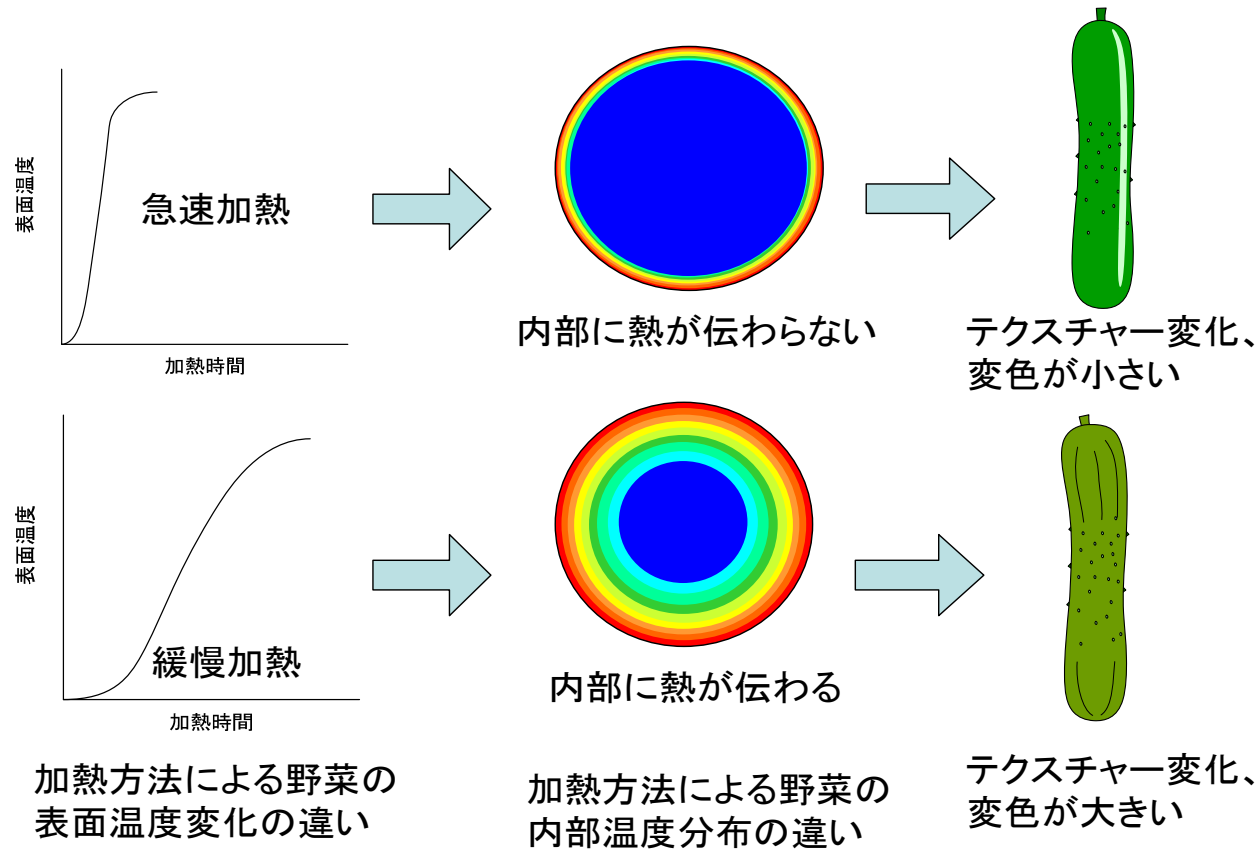 表面温度
急速加熱
加熱時間
内部に熱が伝わらない
テクスチャー変化、
変色が小さい
表面温度
緩慢加熱
加熱時間
内部に熱が伝わる
テクスチャー変化、
変色が大きい
加熱方法による野菜の
表面温度変化の違い
加熱方法による野菜の
内部温度分布の違い